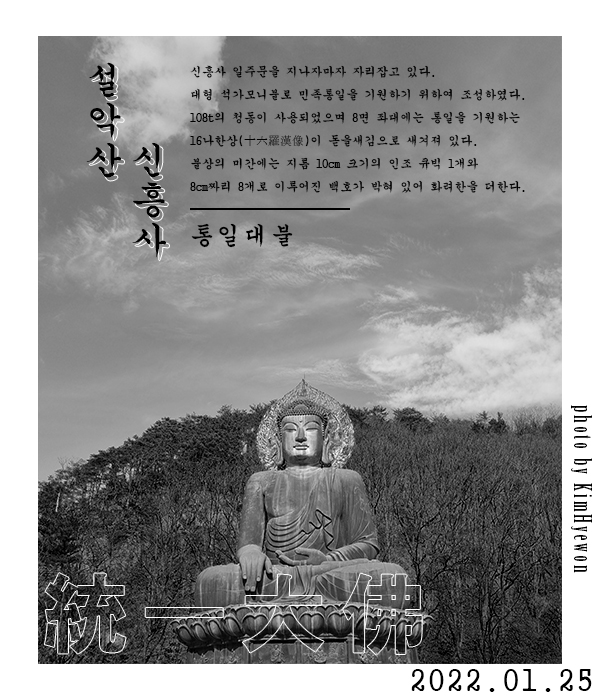 설악산
신흥사
신흥사 일주문을 지나자마자 자리잡고 있다.
대형 석가모니불로 민족통일을 기원하기 위하여 조성하였다.
108t의 청동이 사용되었으며 8면 좌대에는 통일을 기원하는
16나한상(十六羅漢像)이 돋을새김으로 새겨져 있다.
불상의 미간에는 지름 10cm 크기의 인조 큐빅 1개와
8cm짜리 8개로 이루어진 백호가 박혀 있어 화려함을 더한다.
통일대불
photo by KimHyewon
統一大佛
2022.01.25